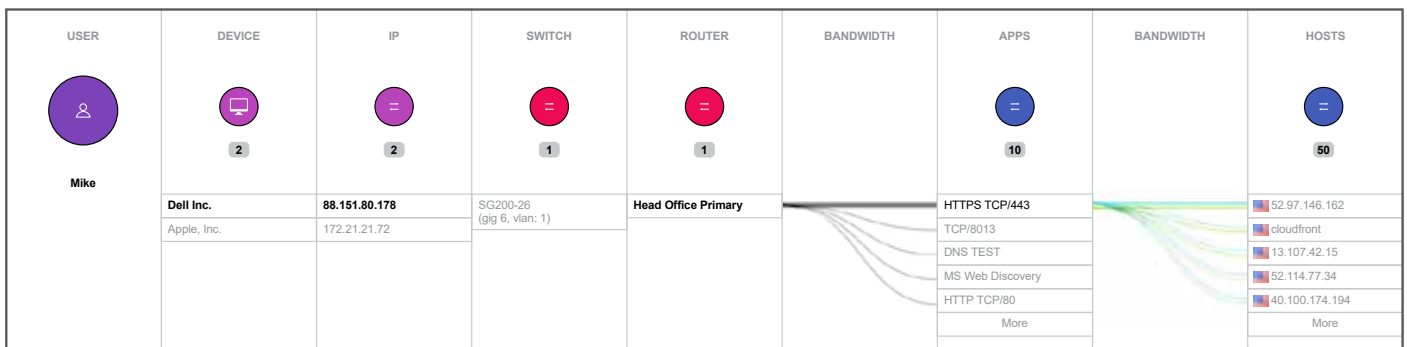 USER DEVICE IP SWITCH ROUTER BANDWIDTH APPS BANDWIDTH HOSTS
2 2 1 1 10 50
Mike
Dell Inc. 88.151.80.178 SG200-26 Head Office Primary HTTPS TCP/443 52.97.146.162
(gig 6, vlan: 1)
Apple, Inc. 172.21.21.72 TCP/8013 cloudfront
DNS TEST 13.107.42.15
MS Web Discovery 52.114.77.34
HTTP TCP/80 40.100.174.194
More More